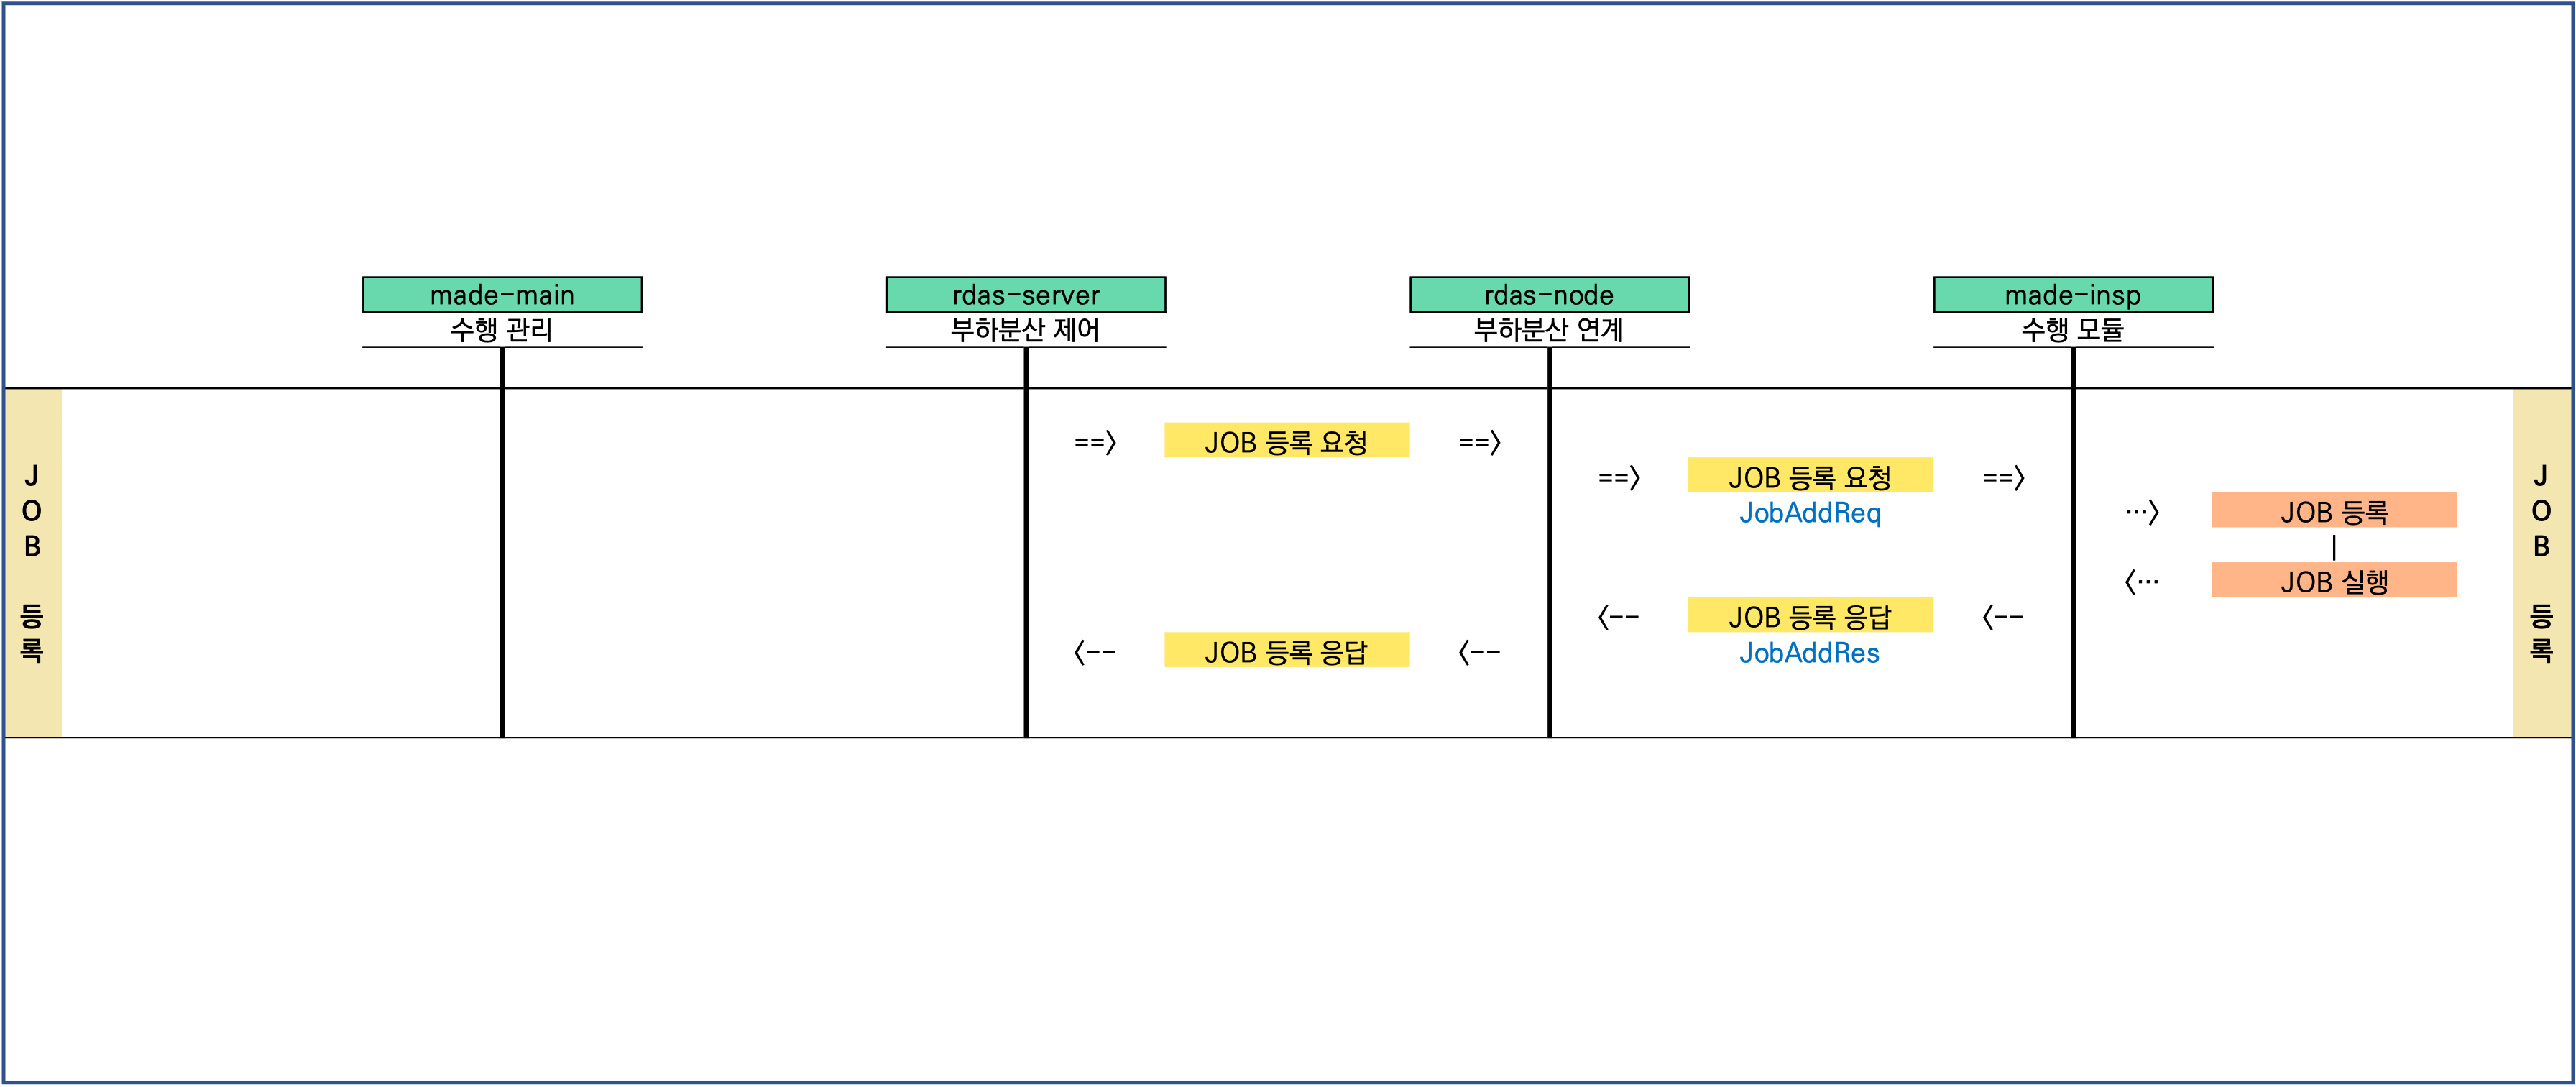 made-main
rdas-server
rdas-node
made-insp
수행 관리
부하분산 제어
부하분산 연계
수행 모듈
J
O
B
등
록
==〉 JOB 등록 요청 ==〉
==〉 JOB 등록 요청 ==〉
JobAddReq
…〉 JOB 등록
|
〈… JOB 실행
〈-- JOB 등록 응답 〈--
JobAddRes
〈-- JOB 등록 응답 〈--
J
O
B
등
록